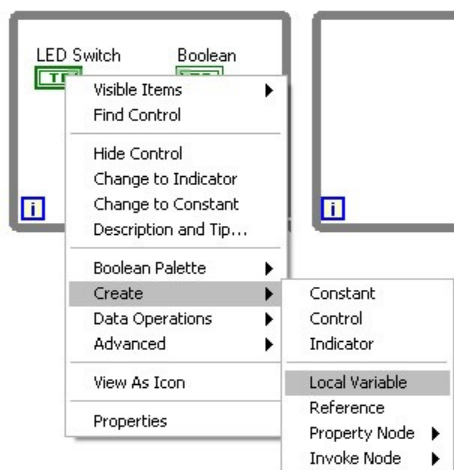 LED Switch
Boolean
Visible Items
Find Control
Hide Control
Change to Indicator
Change to Constant
Description and Tip...
Boolean Palette
Create
Data Operations
Advanced
View As Icon
Properties
Constant
Control
Indicator
Local Variable
Reference
Property Node
Invoke Node
i
i